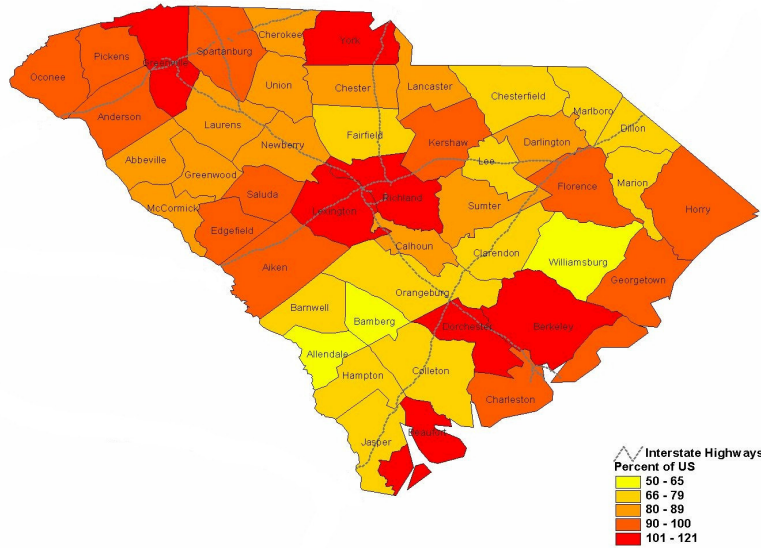 Cherokee
York
Spartanburg
Greenville
Pickens
Oconee
Union
Chester
Lancaster
Chesterfield
Marlboro
Dillon
Anderson
Laurens
Fairfield
Kershaw
Darlington
Newberry
Lee
Abbeville
Greenwood
Marion
Florence
Saluda
Richland
Sumter
McCormick
Lexington
Horry
Edgefield
Calhoun
Clarendon
Williamsburg
Aiken
Georgetown
Orangeburg
Barnwell
Bamberg
Dorchester
Berkeley
Allendale
Colleton
Hampton
Charleston
Beaufort
Jasper
Interstate Highways
Percent of US
50 - 65
66 - 79
80 - 89
90 - 100
101 - 121